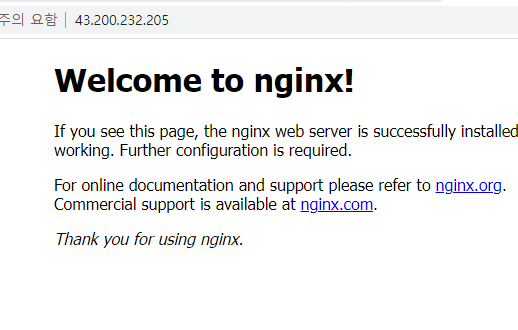 주의 요함 43.200.232.205
Welcome to nginx!
If you see this page, the nginx web server is successfully installed
working. Further configuration is required.
For online documentation and support please refer to nginx.org.
Commercial support is available at nginx.com.
Thank you for using nginx.